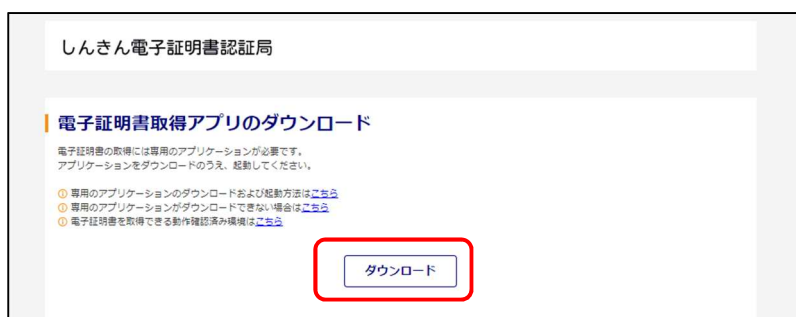 しんきん電子証明書認証局
電子証明書取得アプリのダウンロード
電子証明書の取得には専用のアプリケーションが必要です。
アプリケーションをダウンロードのうえ、起動してください。
専用のアプリケーションのダウンロードおよび起動方法はこちら
専用のアプリケーションがダウンロードできない場合はこちら
電子証明書を取得できる動作確認済み環境はこちら
ダウンロード